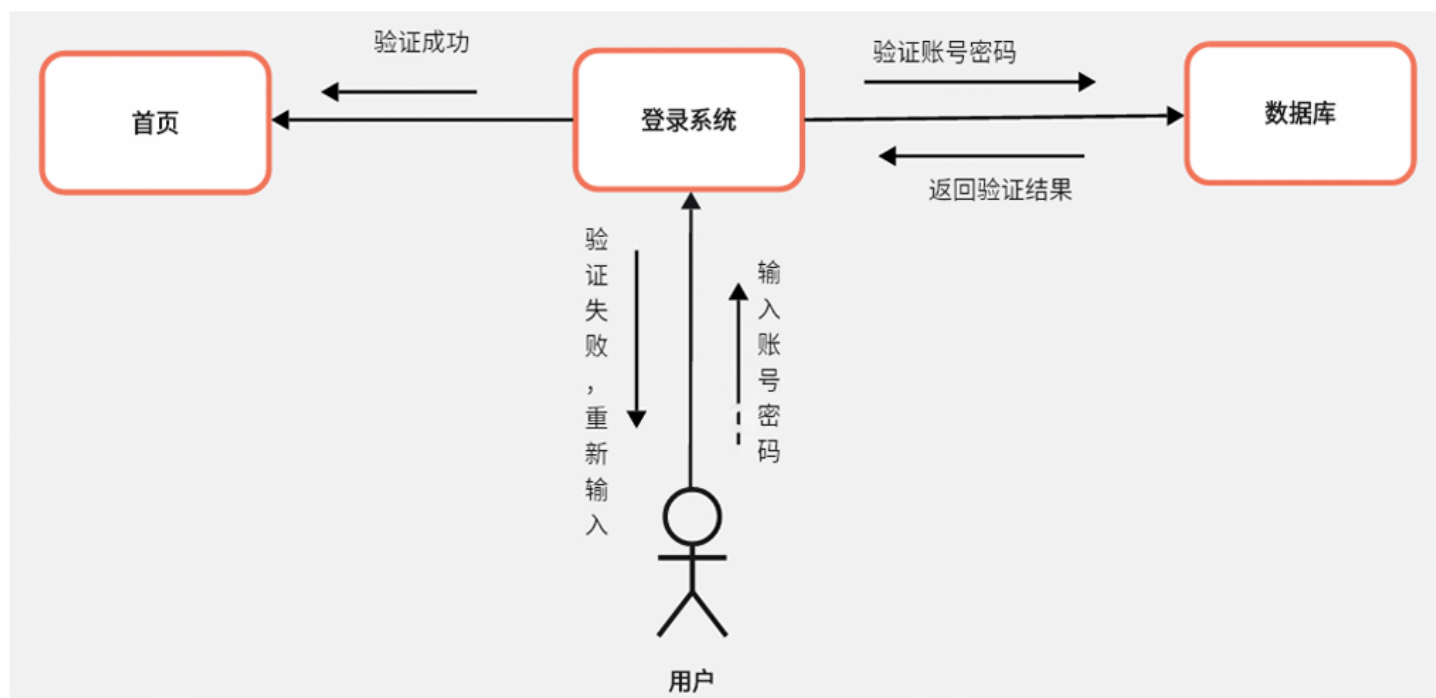 验证成功
验证账号密码
首页
登录系统
数据库
返回验证结果
验证失败，重新输入
输入账号密码
用户